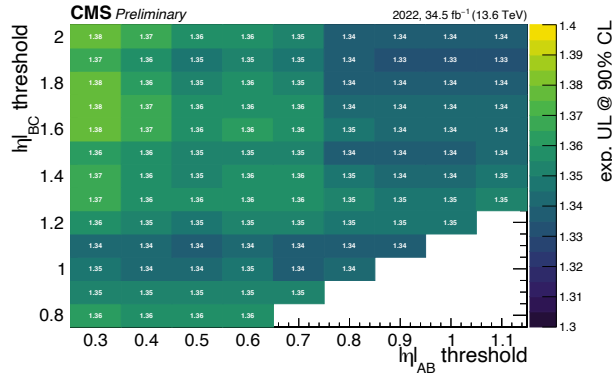 CMS Preliminary 2022, 34.5 fb⁻¹ (13.6 TeV)
2 1.38 1.37 1.36 1.36 1.35 1.34 1.34 1.34 1.34 1.4
1.37 1.36 1.35 1.35 1.35 1.34 1.33 1.33 1.33 1.39
1.8 1.38 1.37 1.35 1.36 1.35 1.34 1.34 1.34 1.34 1.38
1.38 1.37 1.36 1.36 1.36 1.34 1.34 1.34 1.34 1.37
1.6 1.38 1.37 1.36 1.36 1.36 1.35 1.34 1.34 1.34
1.36 1.36 1.35 1.35 1.35 1.34 1.34 1.34 1.34 1.36
1.4 1.37 1.36 1.35 1.36 1.35 1.34 1.34 1.34 1.35 1.35
1.37 1.36 1.36 1.36 1.36 1.35 1.35 1.35 1.35 1.34
1.2 1.36 1.35 1.35 1.35 1.35 1.35 1.35 1.35
1.34 1.34 1.34 1.34 1.34 1.34 1.34 1.33
1 1.35 1.35 1.35 1.35 1.34 1.34 1.32
1.35 1.35 1.35 1.35 1.35 1.31
0.8 1.36 1.36 1.36 1.36 1.3
0.3 0.4 0.5 0.6 0.7 0.8 0.9 1 1.1
|η|AB threshold
|η|BC threshold
exp. UL @ 90% CL